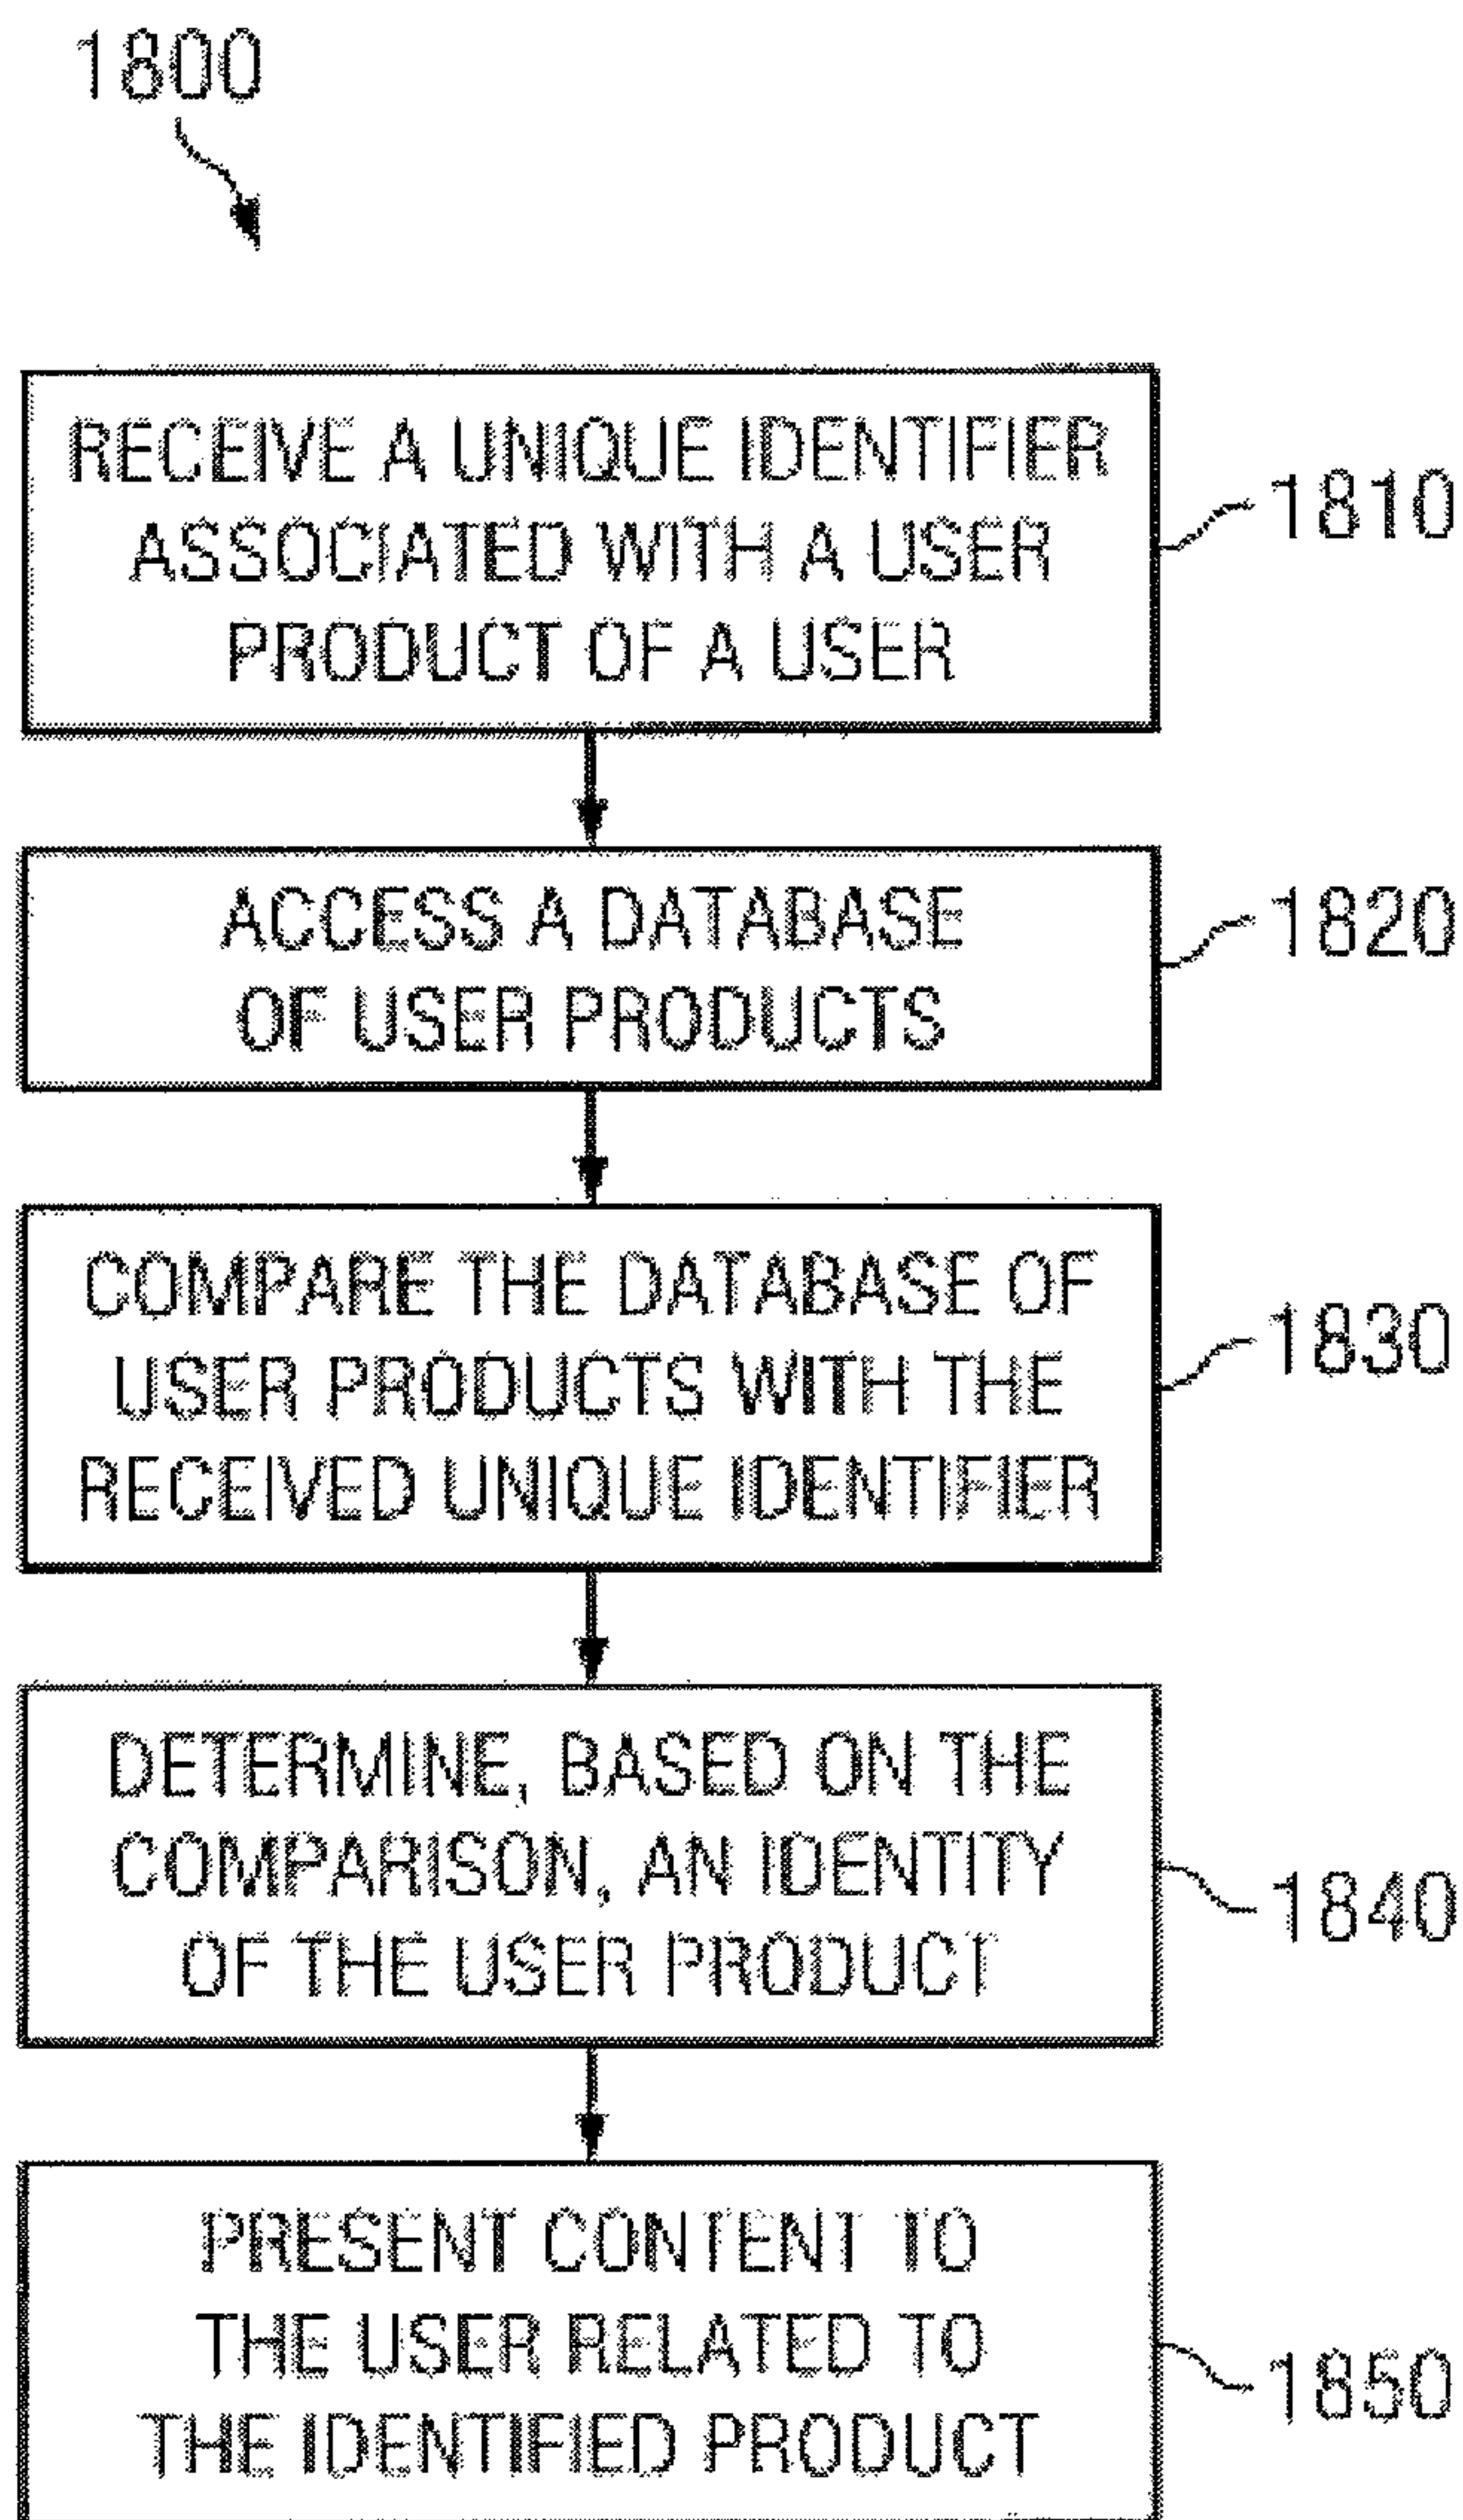 1800
RECEIVE A UNIQUE IDENTIFIER
ASSOCIATED WITH A USER
PRODUCT OF A USER
1810
ACCESS A DATABASE
OF USER PRODUCTS
1820
COMPARE THE DATABASE OF
USER PRODUCTS WITH THE
RECEIVED UNIQUE IDENTIFIER
1830
DETERMINE, BASED ON THE
COMPARISON, AN IDENTITY
OF THE USER PRODUCT
1840
PRESENT CONTENT TO
THE USER RELATED TO
THE IDENTIFIED PRODUCT
1850